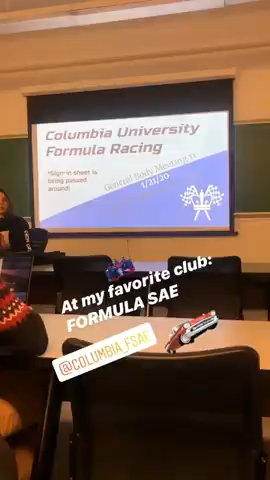 Columbia University
Formula Racing
*Sign-in sheet is
being passed
around!
General Body Meeting 11
1/21/20
At my favorite club:
FORMULA SAE
@COLUMBIA_FSAE